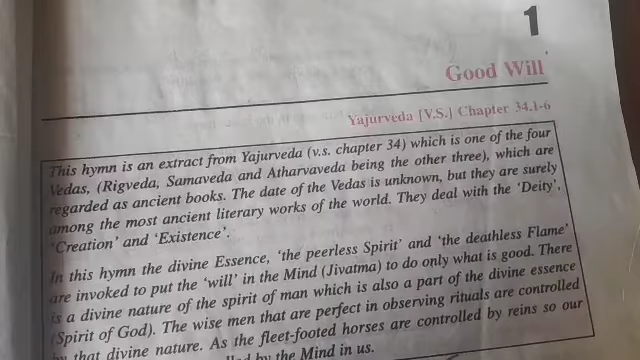 1
Good Will
Yajurveda [V.S.] Chapter 34.1-6
This hymn is an extract from Yajurveda (v.s. chapter 34) which is one of the four
Vedas, (Rigveda, Samaveda and Atharvaveda being the other three), which are
regarded as ancient books. The date of the Vedas is unknown, but they are surely
among the most ancient literary works of the world. They deal with the 'Deity',
'Creation' and 'Existence'.
In this hymn the divine Essence, 'the peerless Spirit' and 'the deathless Flame'
are invoked to put the 'will' in the Mind (Jivatma) to do only what is good. There
is a divine nature of the spirit of man which is also a part of the divine essence
(Spirit of God). The wise men that are perfect in observing rituals are controlled
by that divine nature. As the fleet-footed horses are controlled by reins so our
by the Mind in us.